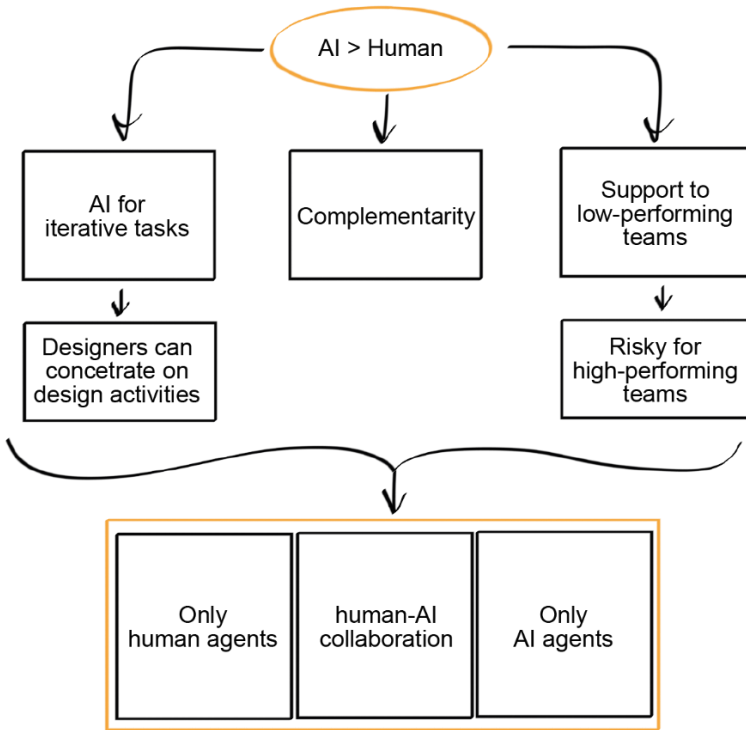 AI > Human
AI for
iterative tasks
Complementarity
Support to
low-performing
teams
Designers can
concetrate on
design activities
Risky for
high-performing
teams
Only
human agents
human-AI
collaboration
Only
AI agents